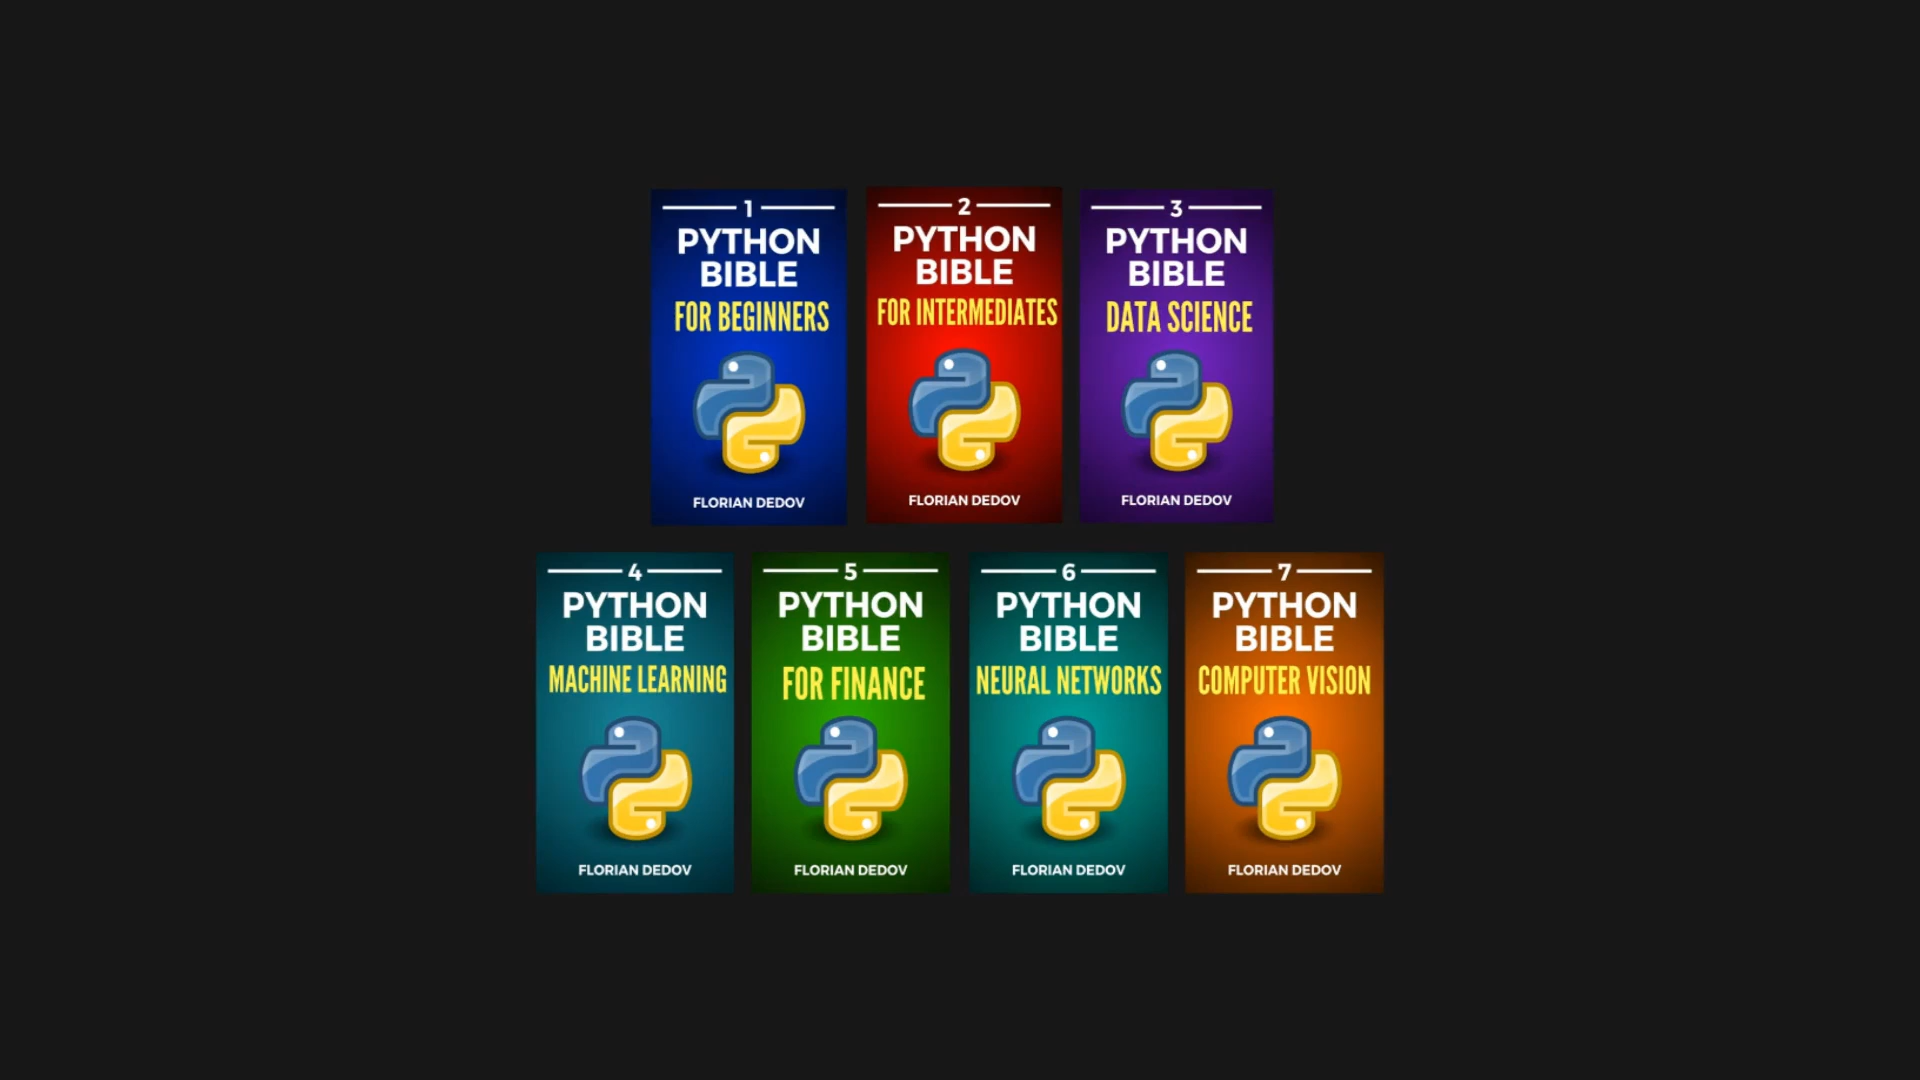 1
PYTHON
BIBLE
FOR BEGINNERS
FLORIAN DEDOV
2
PYTHON
BIBLE
FOR INTERMEDIATES
FLORIAN DEDOV
3
PYTHON
BIBLE
DATA SCIENCE
FLORIAN DEDOV
4
PYTHON
BIBLE
MACHINE LEARNING
FLORIAN DEDOV
5
PYTHON
BIBLE
FOR FINANCE
FLORIAN DEDOV
6
PYTHON
BIBLE
NEURAL NETWORKS
FLORIAN DEDOV
7
PYTHON
BIBLE
COMPUTER VISION
FLORIAN DEDOV